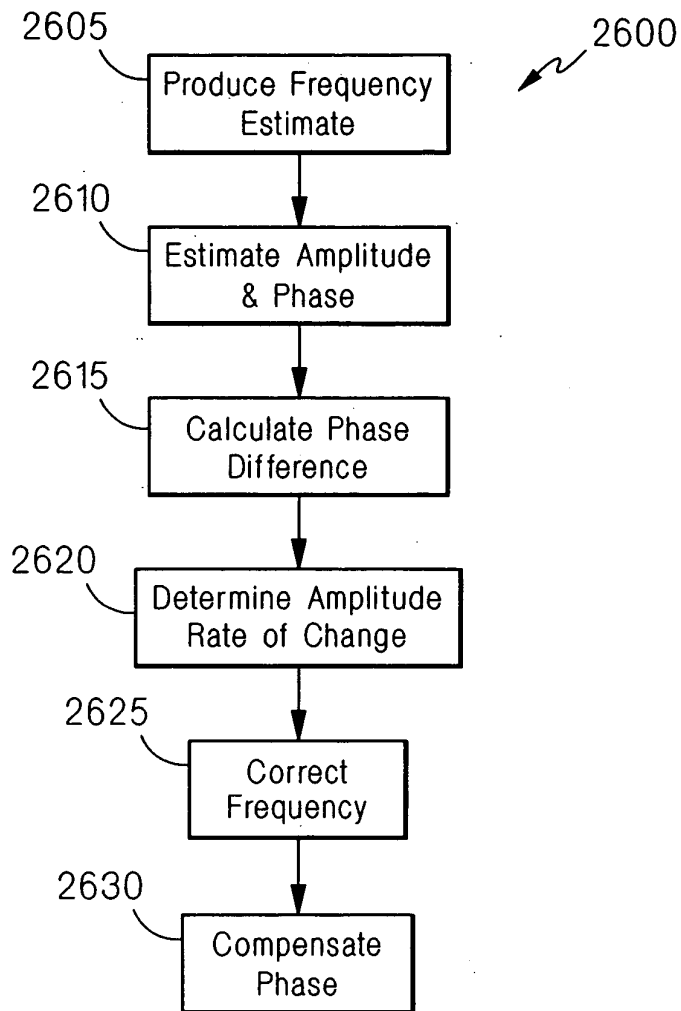 2605
2600
Produce Frequency
Estimate
2610
Estimate Amplitude
& Phase
2615
Calculate Phase
Difference
2620
Determine Amplitude
Rate of Change
2625
Correct
Frequency
2630
Compensate
Phase